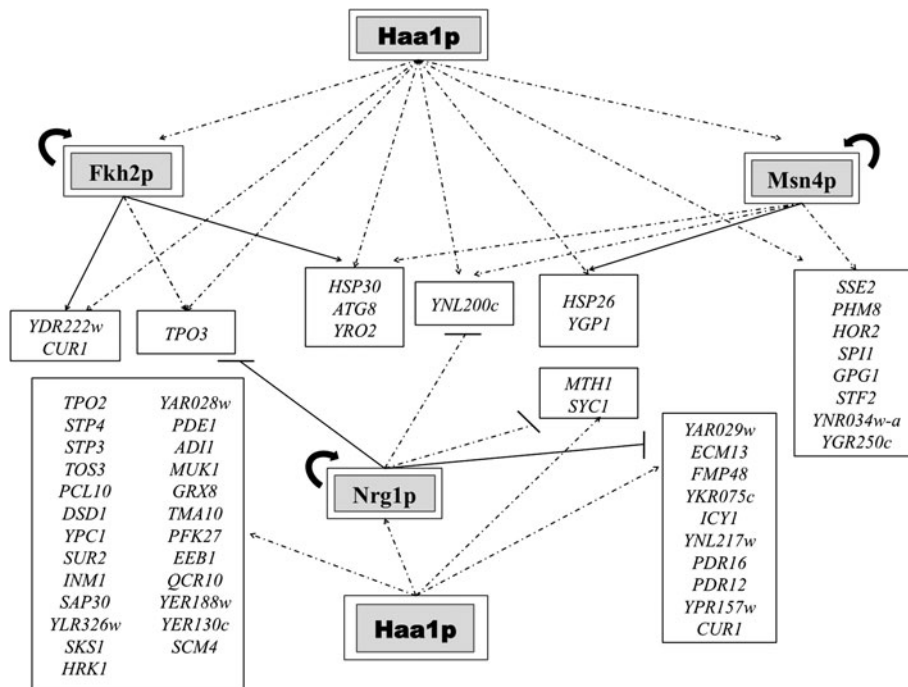 Haa1p
Fkh2p
Msn4p
YDR222w
CUR1
TPO3
HSP30
ATG8
YRO2
YNL200c
HSP26
YGP1
SSE2
PHM8
HOR2
SPI1
GPG1
STF2
YNR034w-a
YGR250c
MTH1
SYC1
TPO2 YAR028w
STP4 PDE1
STP3 ADI1
TOS3 MUK1
PCL10 GRX8
DSD1 TMA10
YPC1 PFK27
SUR2 EEB1
INM1 QCR10
SAP30 YER188w
YLR326w YER130c
SKS1 SCM4
HRK1
Nrg1p
YAR029w
ECM13
FMP48
YKR075c
ICY1
YNL217w
PDR16
PDR12
YPR157w
CUR1
Haa1p